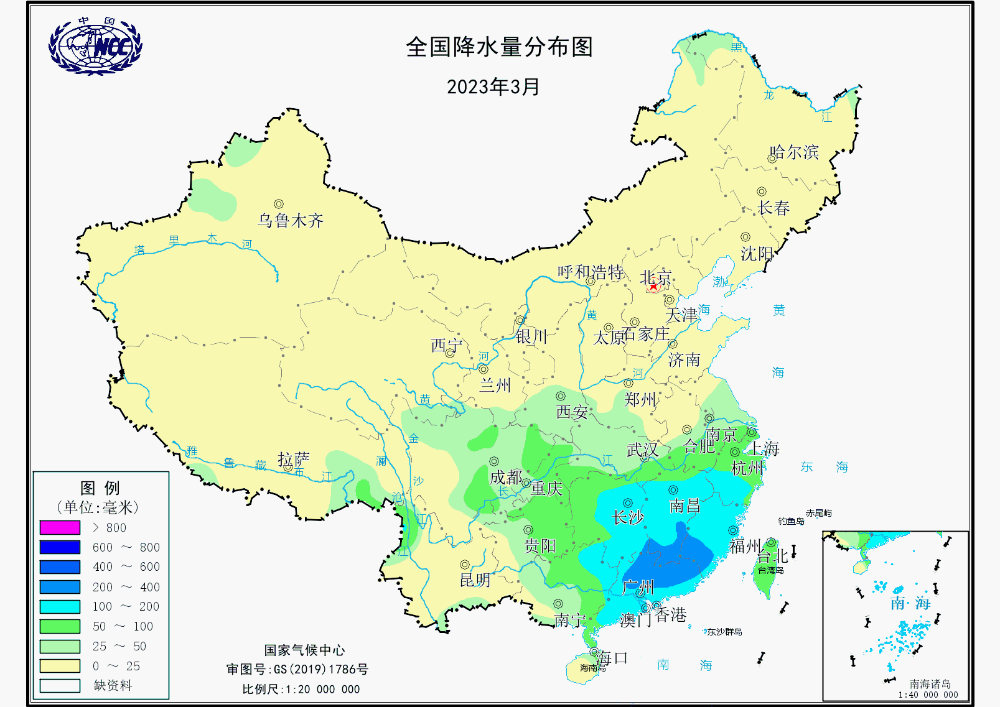 中 国
NCC
全国降水量分布图
2023年3月
黑
龙
江
哈尔滨
长春
乌鲁木齐
塔 里 木 河
沈阳
呼和浩特
北京
渤
海
黄
海
天津
黄
银川
太原
石家庄
西宁
河
济南
兰州
河
郑州
黄
西安
金
南京
合肥
上海
武汉
雅 鲁 藏 布 江
拉萨
澜
江
杭州
东 海
成都
沙
重庆
长
沧
南昌
长沙
江
赤尾屿
钓鱼岛
贵阳
福州
江
台北
台湾岛
昆明
广州
南宁
澳门
香港
东沙群岛
海口
海南岛
南 海
图 例
(单位:毫米)
> 800
600 ~ 800
400 ~ 600
200 ~ 400
100 ~ 200
50 ~ 100
25 ~ 50
0 ~ 25
缺资料
国家气候中心
审图号:GS(2019)1786号
比例尺:1:20 000 000
南 海
南海诸岛
1:40 000 000